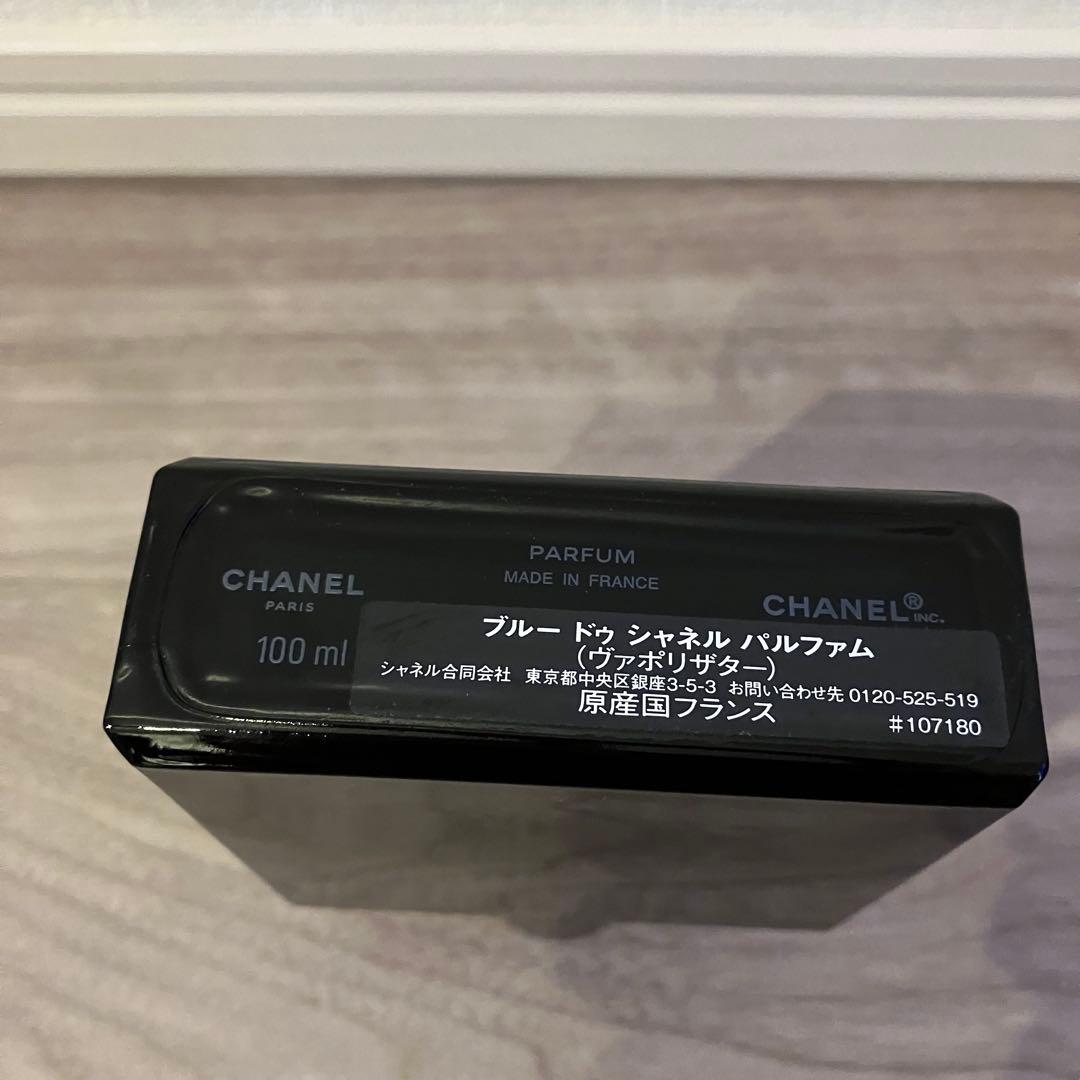 PARFUM
MADE IN FRANCE
CHANEL
PARIS
100 ml
CHANEL®
INC.
ブルー ドゥ シャネル パルファム
(ヴァポリザター)
シャネル合同会社 東京都中央区銀座3-5-3 お問い合わせ先 0120-525-519
原産国フランス
#107180